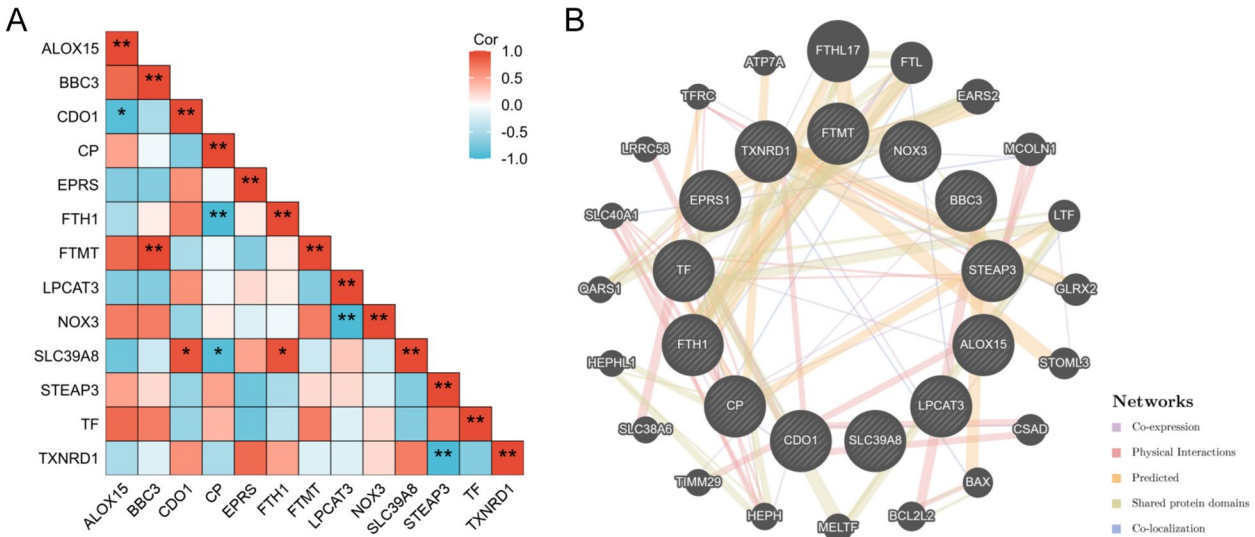 A
ALOX15
BBC3
CDO1
CP
EPRS
FTH1
FTMT
LPCAT3
NOX3
SLC39A8
STEAP3
TF
TXNRD1
**
**
* **
**
**
** **
** **
**
** **
* * * **
**
**
** **
ALOX15
BBC3
CDO1
CP
EPRS
FTH1
FTMT
LPCAT3
NOX3
SLC39A8
STEAP3
TF
TXNRD1
Cor
1.0
0.5
0.0
-0.5
-1.0
B
FTHL17
ATP7A
FTL
TFRC
EARS2
FTMT
LRRC58
TXNRD1
NOX3
MCOLN1
EPRS1
BBC3
SLC40A1
LTF
TF
STEAP3
QARS1
GLRX2
FTH1
ALOX15
HEPHL1
STOML3
CP
LPCAT3
SLC38A6
CDO1
SLC39A8
CSAD
TIMM29
BAX
HEPH
MELTF
BCL2L2
Networks
Co-expression
Physical Interactions
Predicted
Shared protein domains
Co-localization